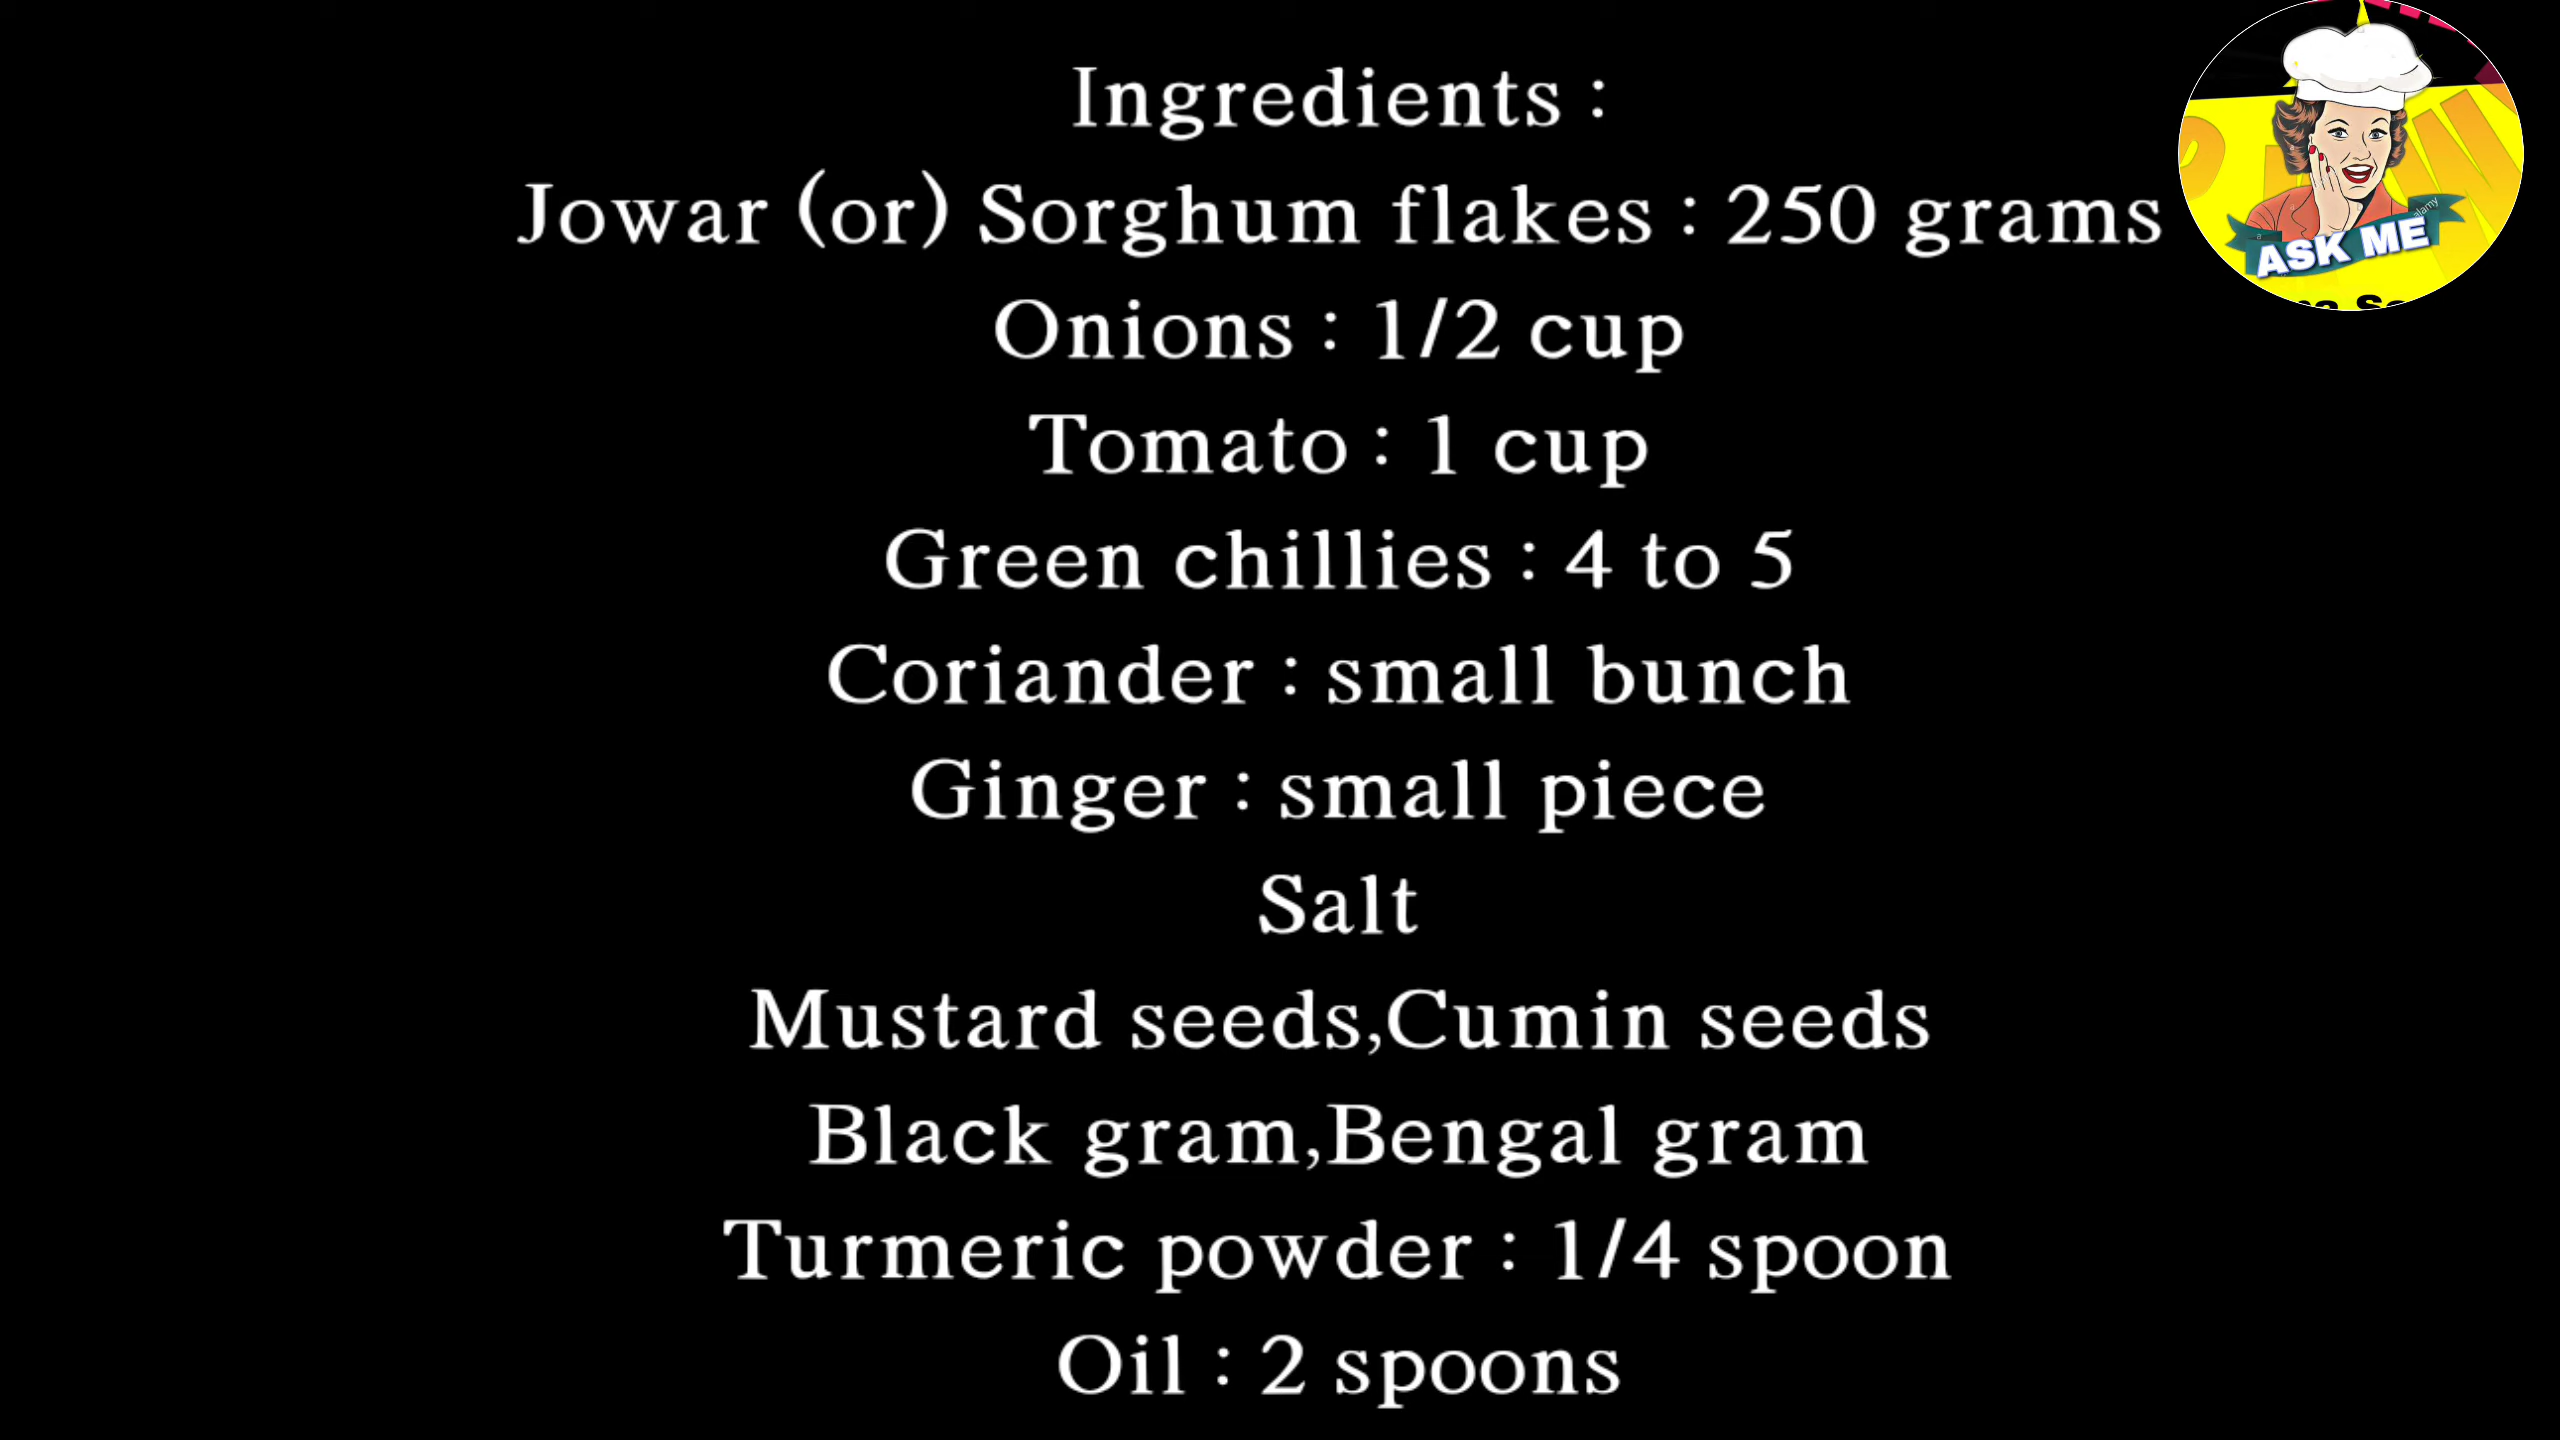 Ingredients :
Jowar (or) Sorghum flakes : 250 grams
Onions : 1/2 cup
Tomato : 1 cup
Green chillies : 4 to 5
Coriander : small bunch
Ginger : small piece
Salt
Mustard seeds,Cumin seeds
Black gram,Bengal gram
Turmeric powder : 1/4 spoon
Oil : 2 spoons
alamy
ASK ME